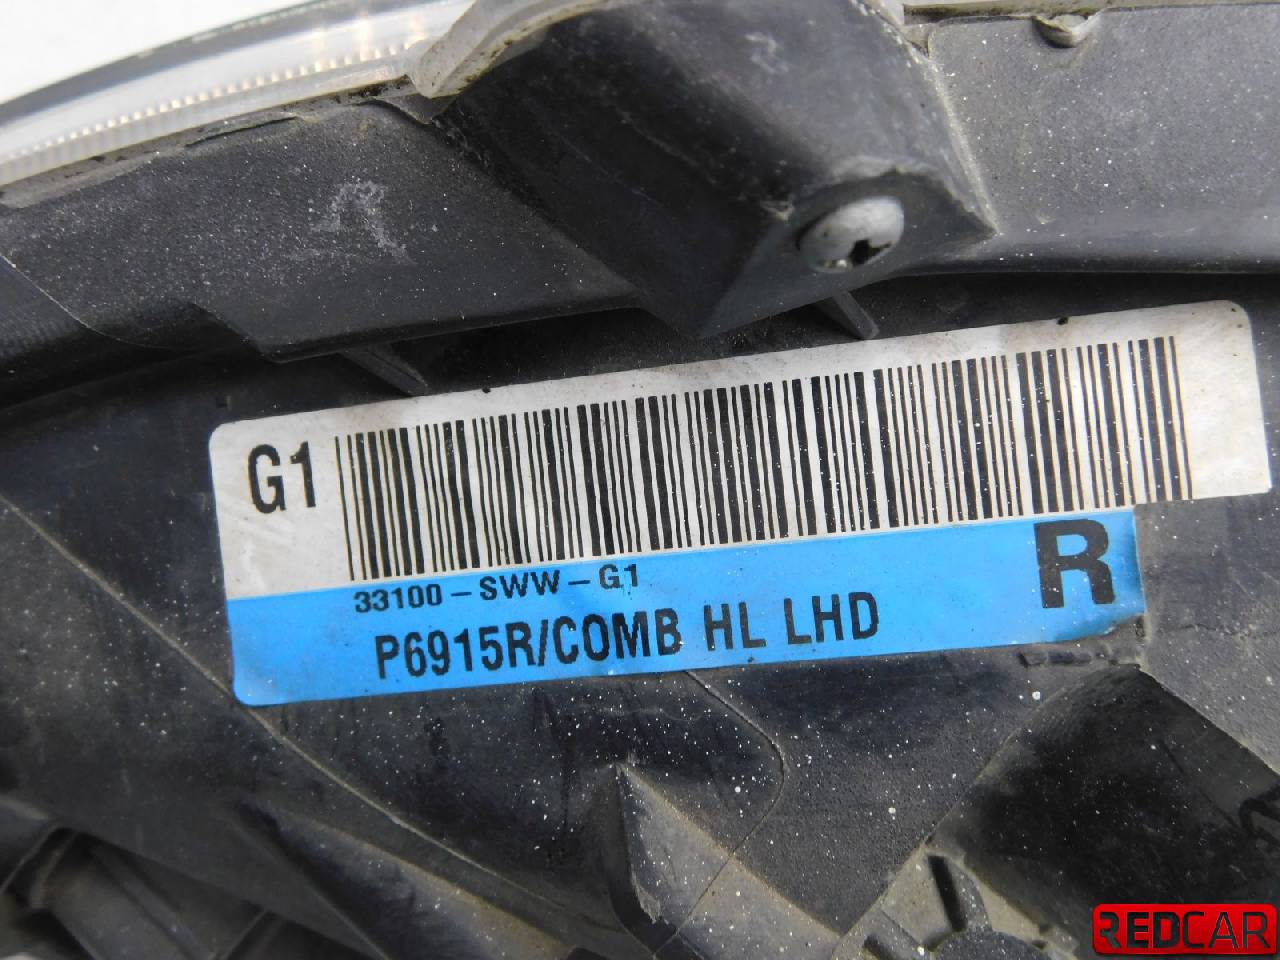 G1
33100-SWW-G1
P6915R/COMB HL LHD
R
REDCAR